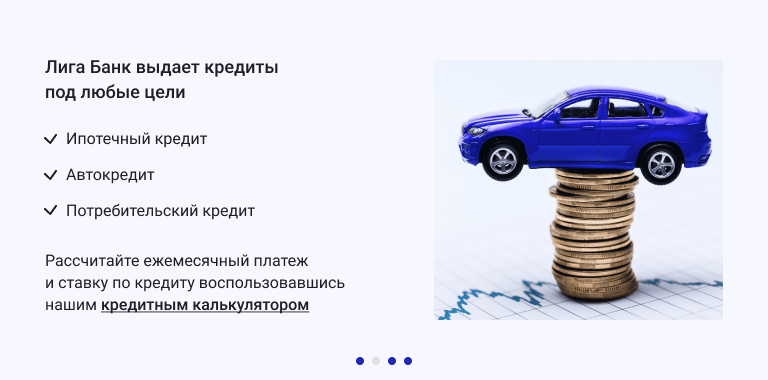 Лига Банк выдает кредиты
под любые цели
Ипотечный кредит
Автокредит
Потребительский кредит
Рассчитайте ежемесячный платеж
и ставку по кредиту воспользовавшись
нашим кредитным калькулятором